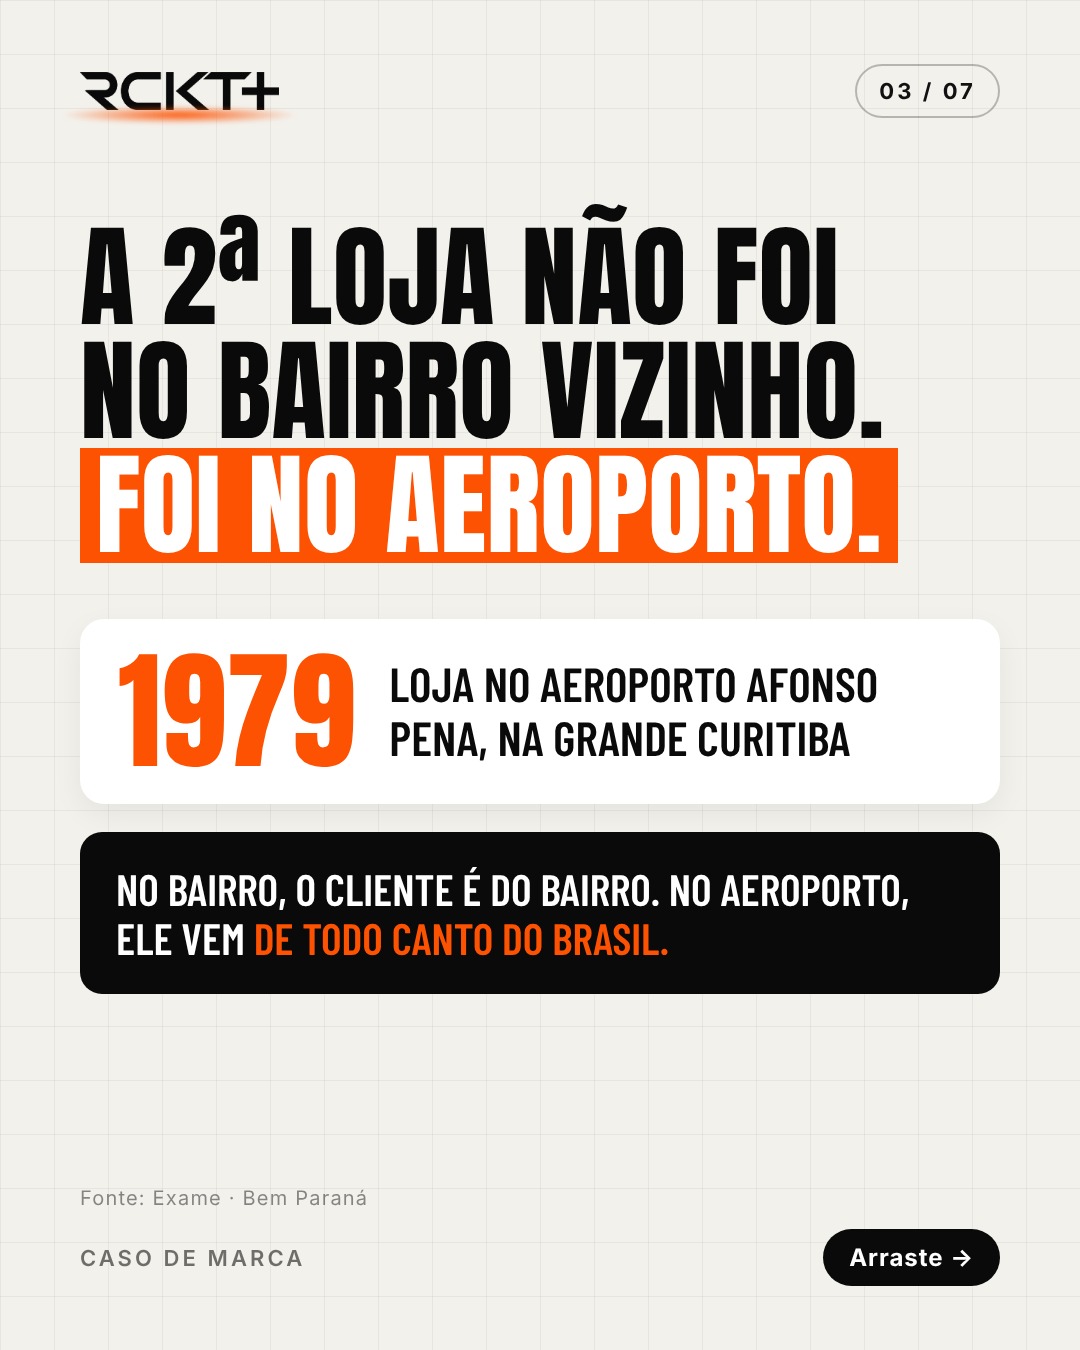 RCKT+
03 / 07
A 2ª LOJA NÃO FOI
NO BAIRRO VIZINHO.
FOI NO AEROPORTO.
1979
LOJA NO AEROPORTO AFONSO
PENA, NA GRANDE CURITIBA
NO BAIRRO, O CLIENTE É DO BAIRRO. NO AEROPORTO,
ELE VEM DE TODO CANTO DO BRASIL.
Fonte: Exame · Bem Paraná
CASO DE MARCA
Arraste →